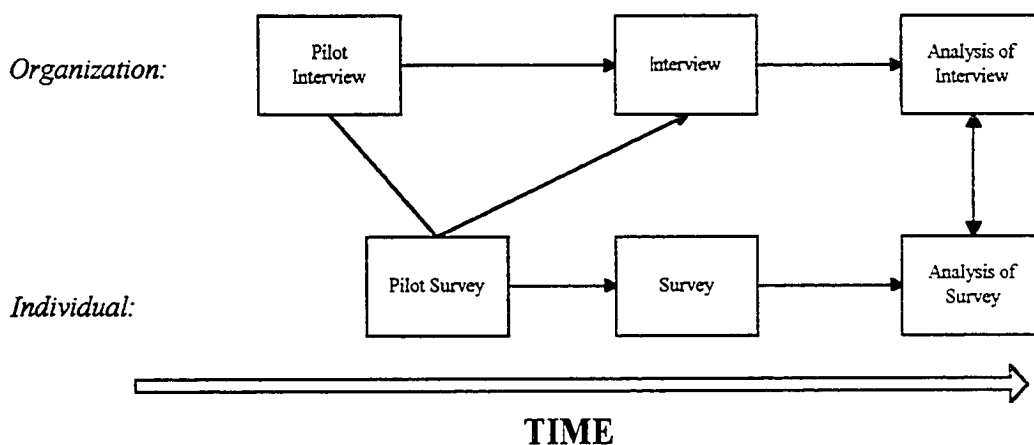 Organization:
Pilot
Interview
Interview
Analysis of
Interview
Individual:
Pilot Survey
Survey
Analysis of
Survey
TIME